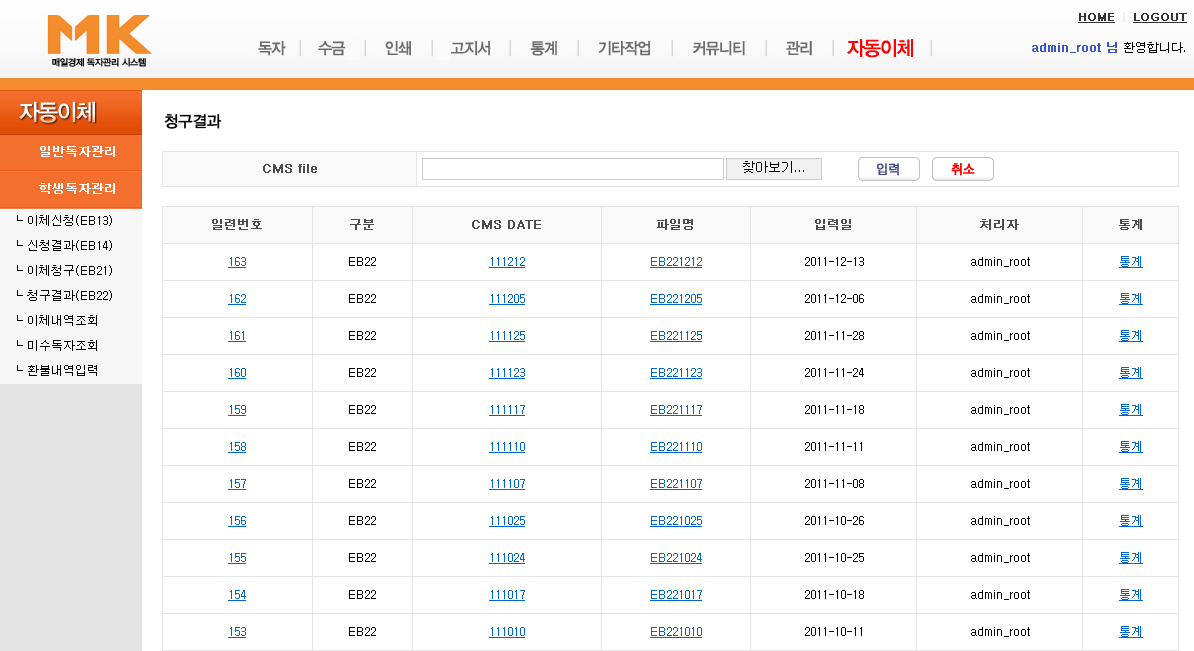 HOME LOGOUT
MK
매일경제 독자관리 시스템
독자 수금 인쇄 고지서 통계 기타작업 커뮤니티 관리 자동이체
admin_root 님 환영합니다.
자동이체
일반독자관리
학생독자관리
└ 이체신청(EB13)
└ 신청결과(EB14)
└ 이체청구(EB21)
└ 청구결과(EB22)
└ 이체내역조회
└ 미수독자조회
└ 환불내역입력
청구결과
CMS file 찾아보기... 입력 취소
일련번호 구분 CMS DATE 파일명 입력일 처리자 통계
163 EB22 111212 EB221212 2011-12-13 admin_root 통계
162 EB22 111205 EB221205 2011-12-06 admin_root 통계
161 EB22 111125 EB221125 2011-11-28 admin_root 통계
160 EB22 111123 EB221123 2011-11-24 admin_root 통계
159 EB22 111117 EB221117 2011-11-18 admin_root 통계
158 EB22 111110 EB221110 2011-11-11 admin_root 통계
157 EB22 111107 EB221107 2011-11-08 admin_root 통계
156 EB22 111025 EB221025 2011-10-26 admin_root 통계
155 EB22 111024 EB221024 2011-10-25 admin_root 통계
154 EB22 111017 EB221017 2011-10-18 admin_root 통계
153 EB22 111010 EB221010 2011-10-11 admin_root 통계